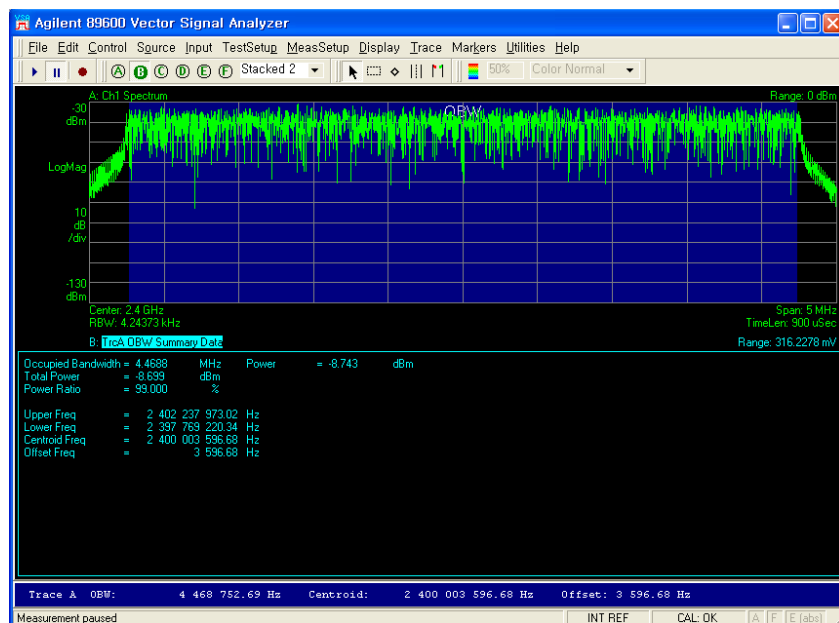 VSA Agilent 89600 Vector Signal Analyzer
File Edit Control Source Input TestSetup MeasSetup Display Trace Markers Utilities Help
A B C D E F Stacked 2 50% Color Normal
A: Ch1 Spectrum Range: 0 dBm
-30
dBm
OBW
LogMag
10
dB
/div
-130
dBm
Center: 2.4 GHz Span: 5 MHz
RBW: 4.24373 kHz TimeLen: 900 uSec
B: TrcA OBW Summary Data Range: 316.2278 mV
Occupied Bandwidth = 4.4688 MHz Power = -8.743 dBm
Total Power = -8.699 dBm
Power Ratio = 99.000 %
Upper Freq = 2 402 237 973.02 Hz
Lower Freq = 2 397 769 220.34 Hz
Centroid Freq = 2 400 003 596.68 Hz
Offset Freq = 3 596.68 Hz
Trace A OBW: 4 468 752.69 Hz Centroid: 2 400 003 596.68 Hz Offset: 3 596.68 Hz
Measurement paused INT REF CAL: OK A F E (abs)